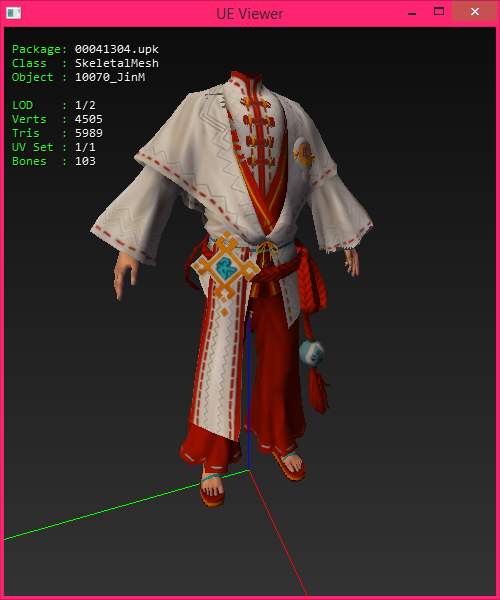 UE Viewer
Package: 00041304.upk
Class  : SkeletalMesh
Object : 10070_JinM
LOD    : 1/2
Verts  : 4505
Tris   : 5989
UV Set : 1/1
Bones  : 103